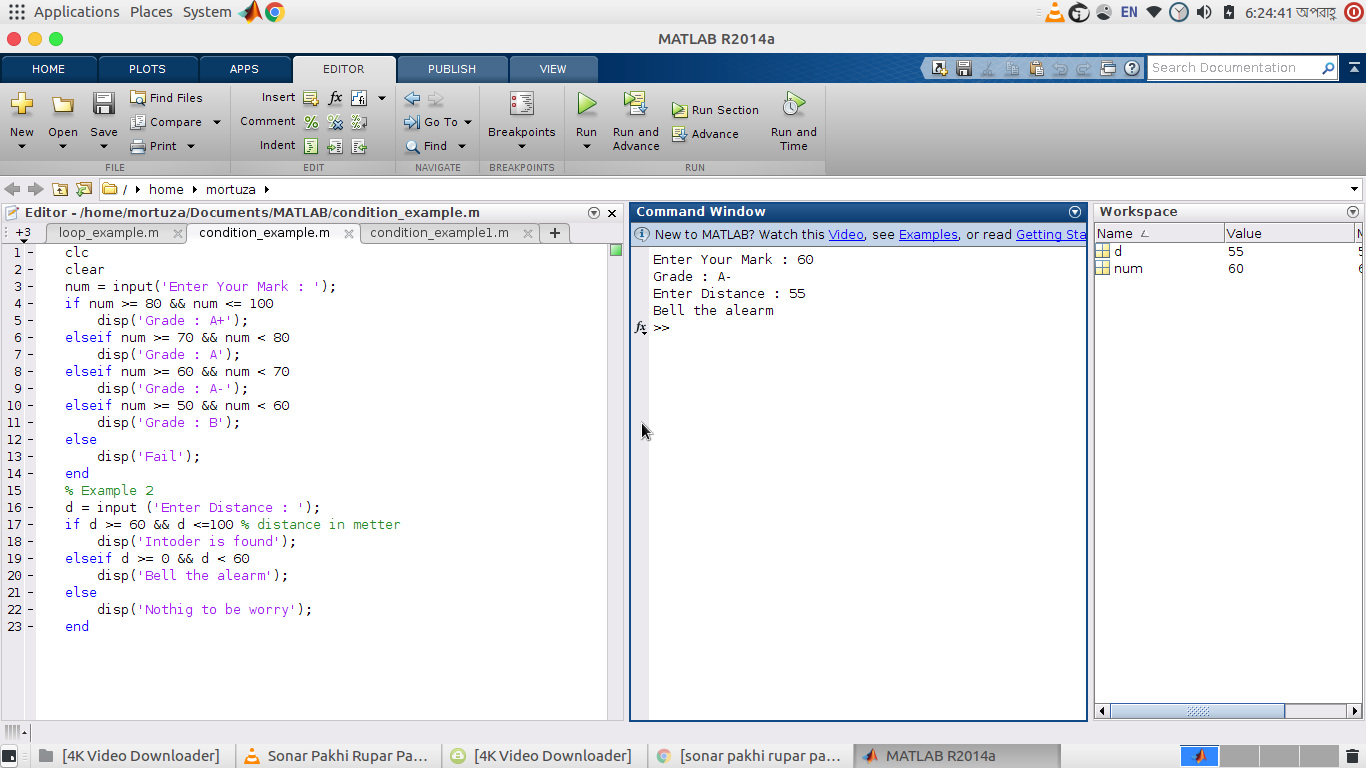 Applications Places System
EN 6:24:41 অপরাহ্ণ
MATLAB R2014a
HOME PLOTS APPS EDITOR PUBLISH VIEW Search Documentation
New Open Save Find Files Compare Print
Insert fx Comment Indent
Go To Find
Breakpoints
Run Run and Advance Run Section Advance Run and Time
FILE EDIT NAVIGATE BREAKPOINTS RUN
/ home mortuza
Editor - /home/mortuza/Documents/MATLAB/condition_example.m
+3 loop_example.m condition_example.m condition_example1.m +
1 - clc
2 - clear
3 - num = input('Enter Your Mark : ');
4 - if num >= 80 && num <= 100
5 - disp('Grade : A+');
6 - elseif num >= 70 && num < 80
7 - disp('Grade : A');
8 - elseif num >= 60 && num < 70
9 - disp('Grade : A-');
10 - elseif num >= 50 && num < 60
11 - disp('Grade : B');
12 - else
13 - disp('Fail');
14 - end
15 % Example 2
16 - d = input ('Enter Distance : ');
17 - if d >= 60 && d <=100 % distance in metter
18 - disp('Intoder is found');
19 - elseif d >= 0 && d < 60
20 - disp('Bell the alearm');
21 - else
22 - disp('Nothig to be worry');
23 - end
Command Window
New to MATLAB? Watch this Video, see Examples, or read Getting Sta
Enter Your Mark : 60
Grade : A-
Enter Distance : 55
Bell the alearm
fx >>
Workspace
Name Value M
d 55
num 60
[4K Video Downloader] Sonar Pakhi Rupar Pa... [4K Video Downloader] [sonar pakhi rupar pa... MATLAB R2014a